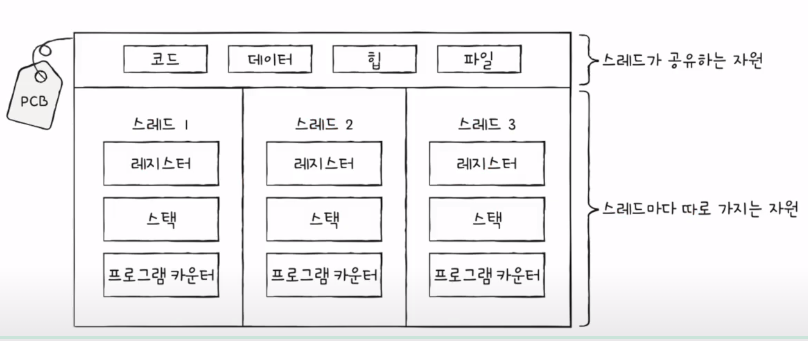 코드 데이터 힙 파일
스레드가 공유하는 자원
PCB
스레드 1 스레드 2 스레드 3
레지스터 레지스터 레지스터
스택 스택 스택
스레드마다 따로 가지는 자원
프로그램 카운터 프로그램 카운터 프로그램 카운터